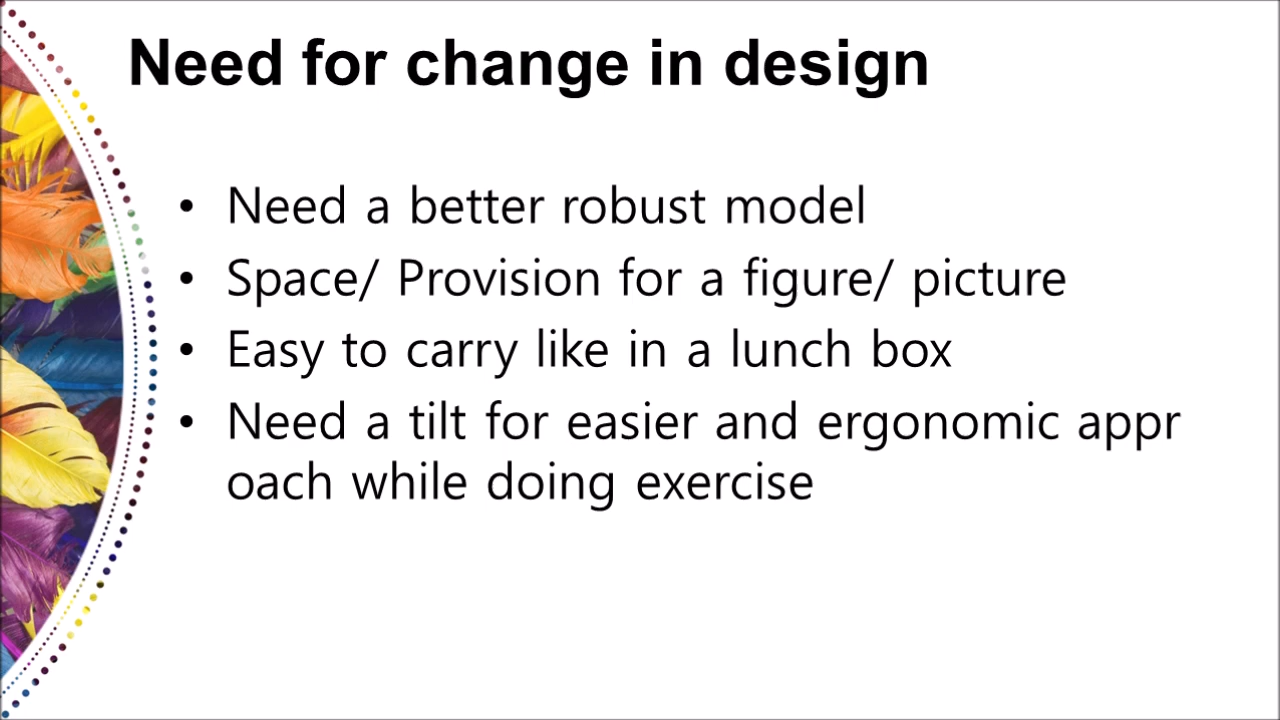 Need for change in design
• Need a better robust model
• Space/ Provision for a figure/ picture
• Easy to carry like in a lunch box
• Need a tilt for easier and ergonomic appr
oach while doing exercise